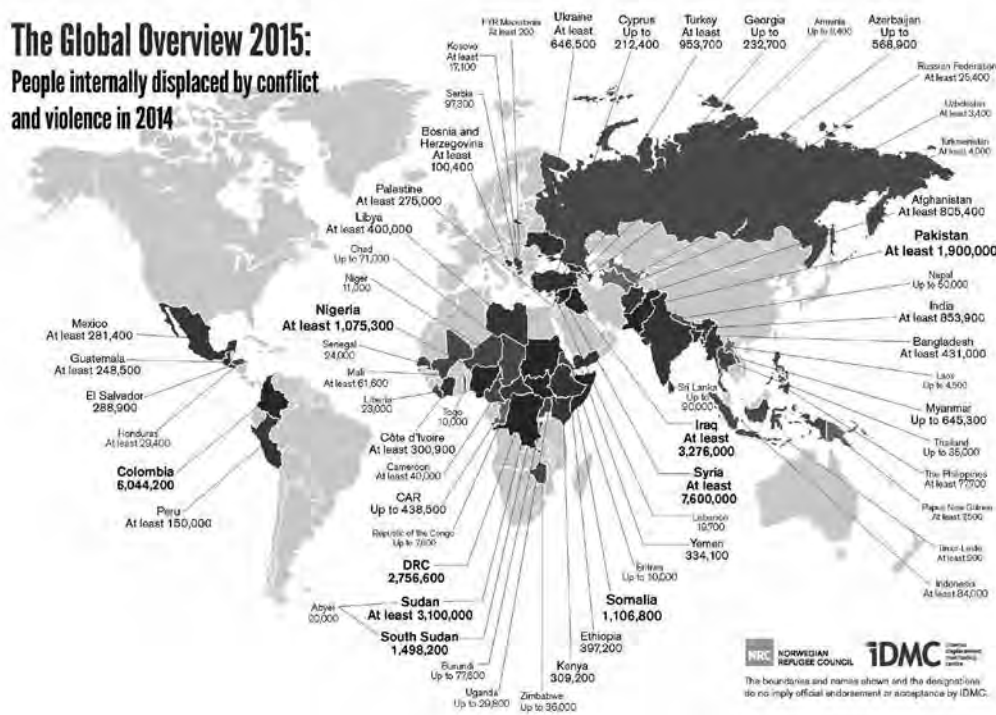 The Global Overview 2015:
People internally displaced by conflict
and violence in 2014
FYR Macedonia
At least 200
Kosovo
At least
17,100
Serbia
97,300
Bosnia and
Herzegovina
At least
100,400
Ukraine
At least
646,500
Cyprus
Up to
212,400
Turkey
At least
953,700
Georgia
Up to
232,700
Armenia
Up to 8,400
Azerbaijan
Up to
568,900
Russian Federation
At least 25,400
Uzbekistan
At least 3,400
Turkmenistan
At least 4,000
Afghanistan
At least 805,400
Pakistan
At least 1,900,000
Nepal
Up to 50,000
India
At least 853,900
Bangladesh
At least 431,000
Laos
Up to 4,500
Sri Lanka
Up to
90,000
Myanmar
Up to 645,300
Thailand
Up to 35,000
The Philippines
At least 77,700
Papua New Guinea
At least 7,500
Timor-Leste
At least 900
Indonesia
At least 84,000
Palestine
At least 275,000
Libya
At least 400,000
Chad
Up to 71,000
Niger
11,000
Nigeria
At least 1,075,300
Senegal
24,000
Mali
At least 61,600
Liberia
23,000
Togo
10,000
Côte d'Ivoire
At least 300,900
Cameroon
At least 40,000
CAR
Up to 438,500
Republic of the Congo
Up to 7,800
DRC
2,756,600
Abyei
20,000
Sudan
At least 3,100,000
South Sudan
1,498,200
Burundi
Up to 77,600
Uganda
Up to 29,800
Zimbabwe
Up to 36,000
Kenya
309,200
Ethiopia
397,200
Somalia
1,106,800
Eritrea
Up to 10,000
Yemen
334,100
Lebanon
19,700
Syria
At least
7,600,000
Iraq
At least
3,276,000
Mexico
At least 281,400
Guatemala
At least 248,500
El Salvador
288,900
Honduras
At least 29,400
Colombia
6,044,200
Peru
At least 150,000
NRC NORWEGIAN
REFUGEE COUNCIL
iDMC
internal
displacement
monitoring
centre
The boundaries and names shown and the designations
do not imply official endorsement or acceptance by IDMC.